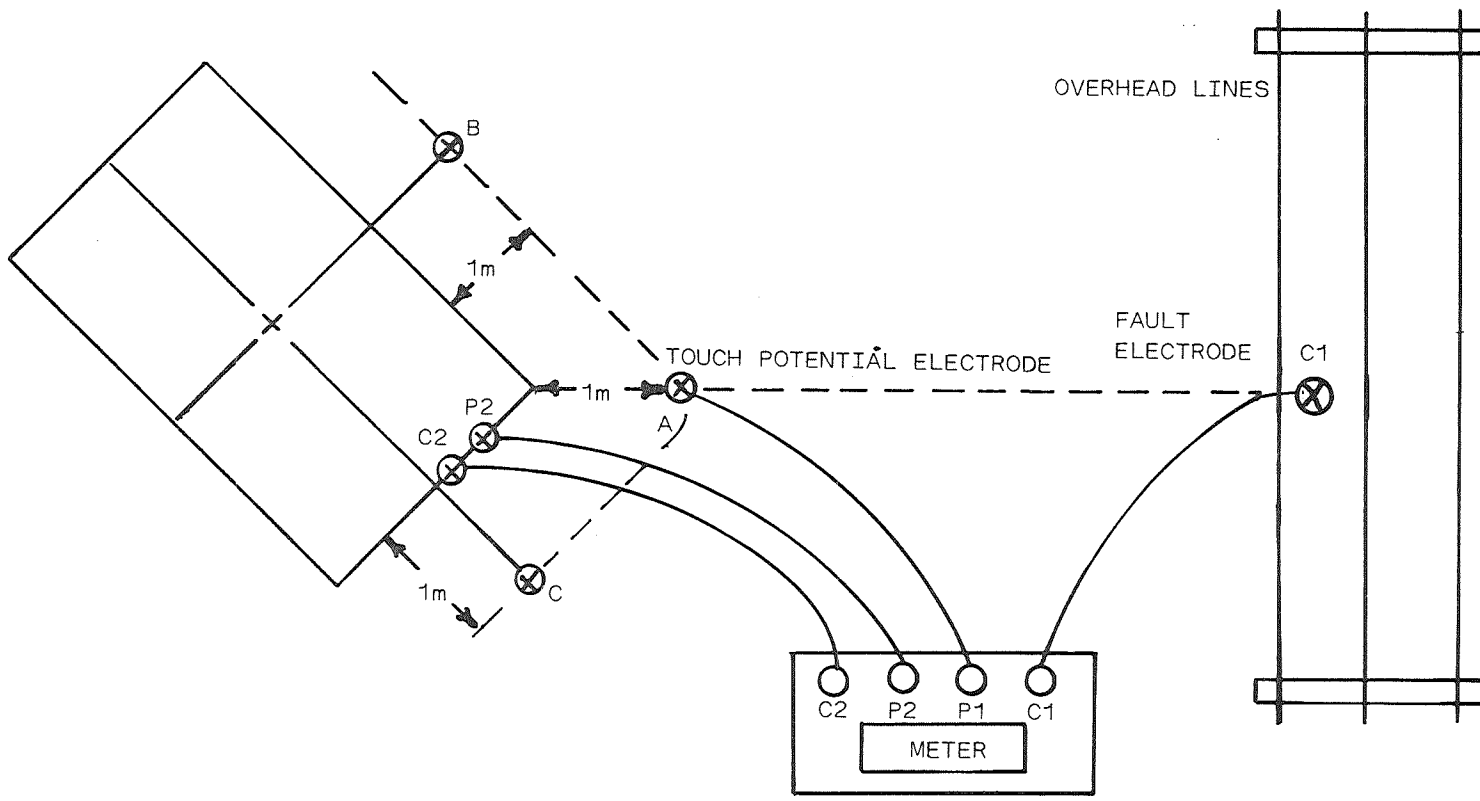 OVERHEAD LINES
B
1m
FAULT
ELECTRODE
C1
TOUCH POTENTIAL ELECTRODE
1m
A
P2
C2
1m
C
C2 P2 P1 C1
METER